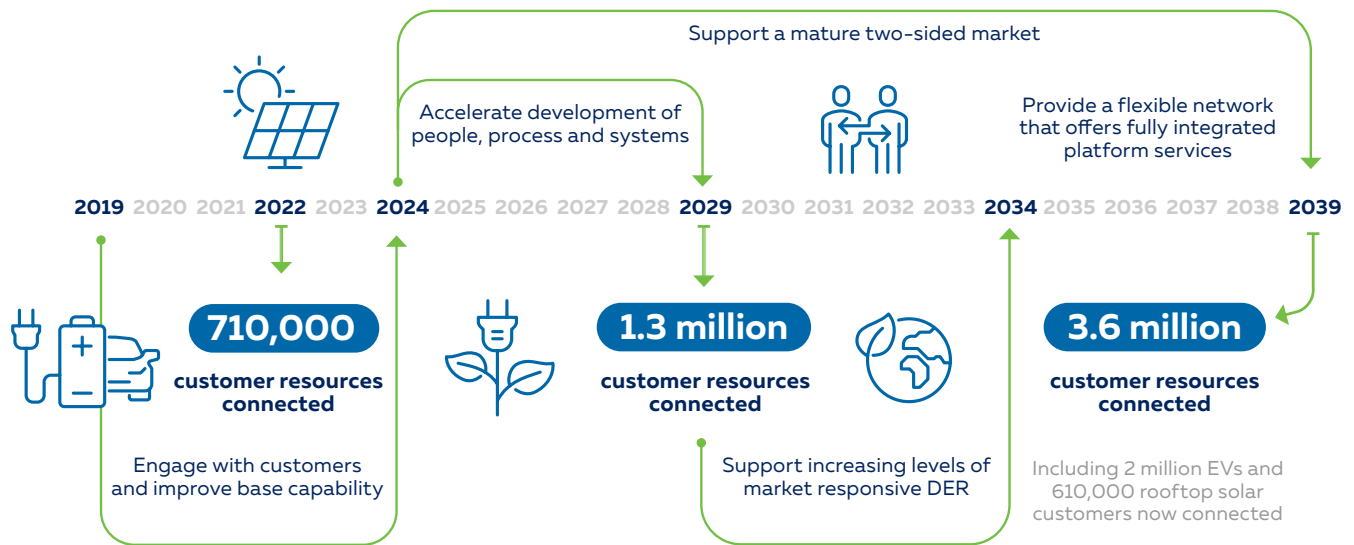 Support a mature two-sided market
Accelerate development of
people, process and systems
Provide a flexible network
that offers fully integrated
platform services
2019 2020 2021 2022 2023 2024 2025 2026 2027 2028 2029 2030 2031 2032 2033 2034 2035 2036 2037 2038 2039
710,000
customer resources
connected
1.3 million
customer resources
connected
3.6 million
customer resources
connected
Engage with customers
and improve base capability
Support increasing levels of
market responsive DER
Including 2 million EVs and
610,000 rooftop solar
customers now connected